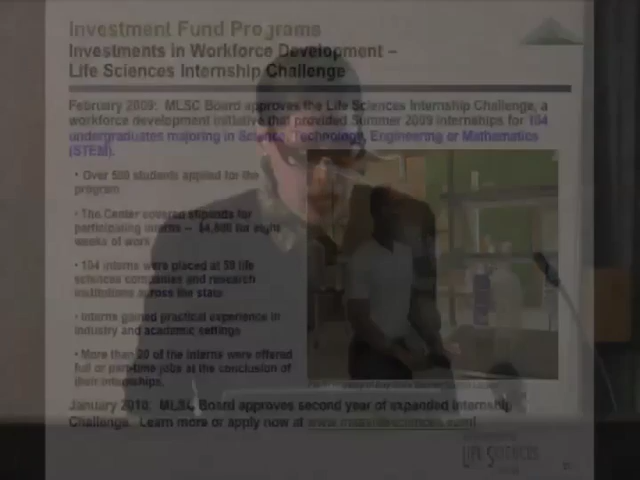 Investment Fund Programs
Investments in Workforce Development –
Life Sciences Internship Challenge
February 2009: MLSC Board approves the Life Sciences Internship Challenge, a
workforce development initiative that provided Summer 2009 internships for 104
undergraduates majoring in Science, Technology, Engineering or Mathematics
(STEM).
• Over 500 students applied for the
program
• The Center covered stipends for
participating interns – for eight
weeks of work
• 104 interns were placed at life
sciences companies and research
institutions across the state
• Interns gained practical experience in
industry and academic settings
• More than of the interns were offered
full or part-time jobs at the conclusion of
their internships.
January 2010: MLSC Board approves second year of expanded Internship
Challenge. Learn more or apply now at
LIFE SCIENCES